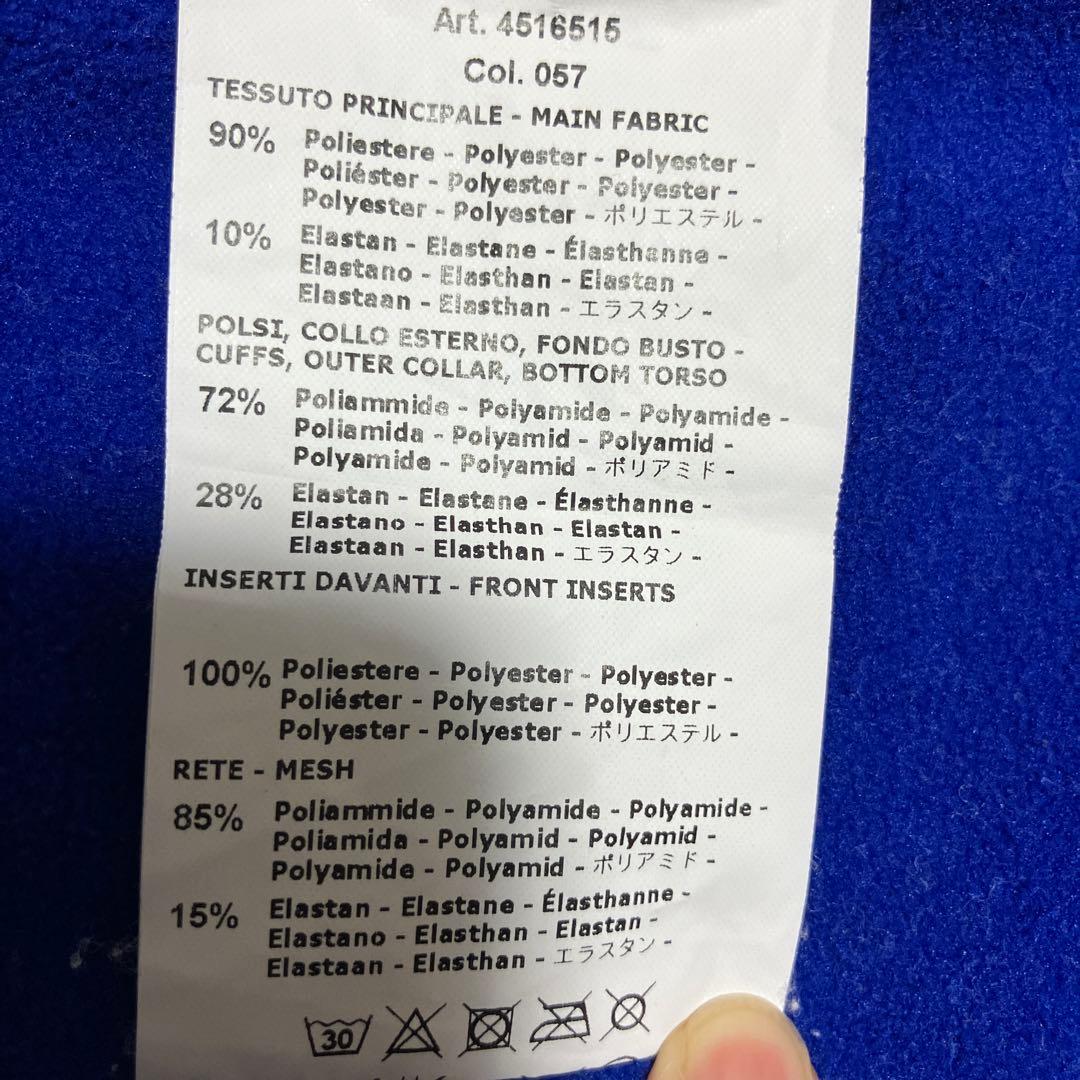 Art. 4516515
Col. 057
TESSUTO PRINCIPALE - MAIN FABRIC
90% Poliestere - Polyester - Polyester -
Poliéster - Polyester - Polyester -
Polyester - Polyester - ポリエステル -
10% Elastan - Elastane - Élasthanne -
Elastano - Elasthan - Elastan -
Elastaan - Elasthan - エラスタン -
POLSI, COLLO ESTERNO, FONDO BUSTO -
CUFFS, OUTER COLLAR, BOTTOM TORSO
72% Poliammide - Polyamide - Polyamide -
Poliamida - Polyamid - Polyamid -
Polyamide - Polyamid - ポリアミド -
28% Elastan - Elastane - Élasthanne -
Elastano - Elasthan - Elastan -
Elastaan - Elasthan - エラスタン -
INSERTI DAVANTI - FRONT INSERTS
100% Poliestere - Polyester - Polyester -
Poliéster - Polyester - Polyester -
Polyester - Polyester - ポリエステル -
RETE - MESH
85% Poliammide - Polyamide - Polyamide -
Poliamida - Polyamid - Polyamid -
Polyamide - Polyamid - ポリアミド -
15% Elastan - Elastane - Élasthanne -
Elastano - Elasthan - Elastan -
Elastaan - Elasthan - エラスタン -
30